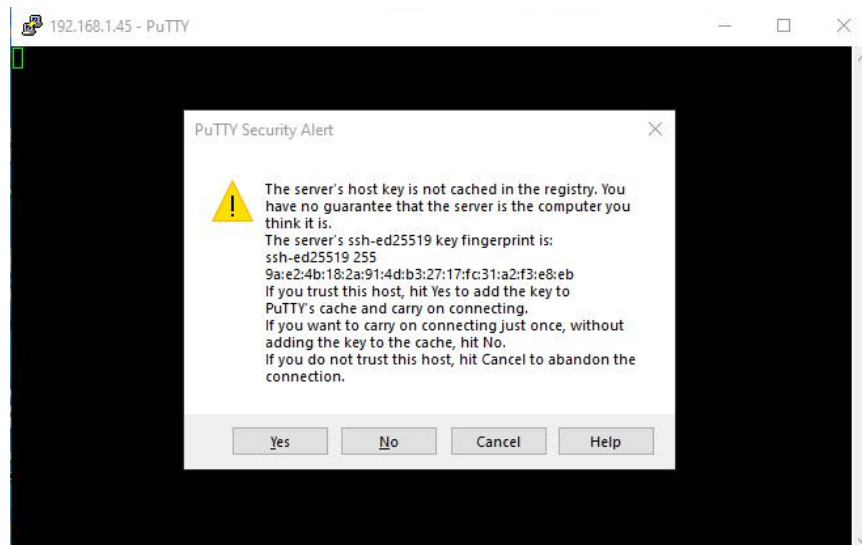 192.168.1.45 - PuTTY
PuTTY Security Alert
The server's host key is not cached in the registry. You
have no guarantee that the server is the computer you
think it is.
The server's ssh-ed25519 key fingerprint is:
ssh-ed25519 255
9a:e2:4b:18:2a:91:4d:b3:27:17:fc:31:a2:f3:e8:eb
If you trust this host, hit Yes to add the key to
PuTTY's cache and carry on connecting.
If you want to carry on connecting just once, without
adding the key to the cache, hit No.
If you do not trust this host, hit Cancel to abandon the
connection.
Yes No Cancel Help